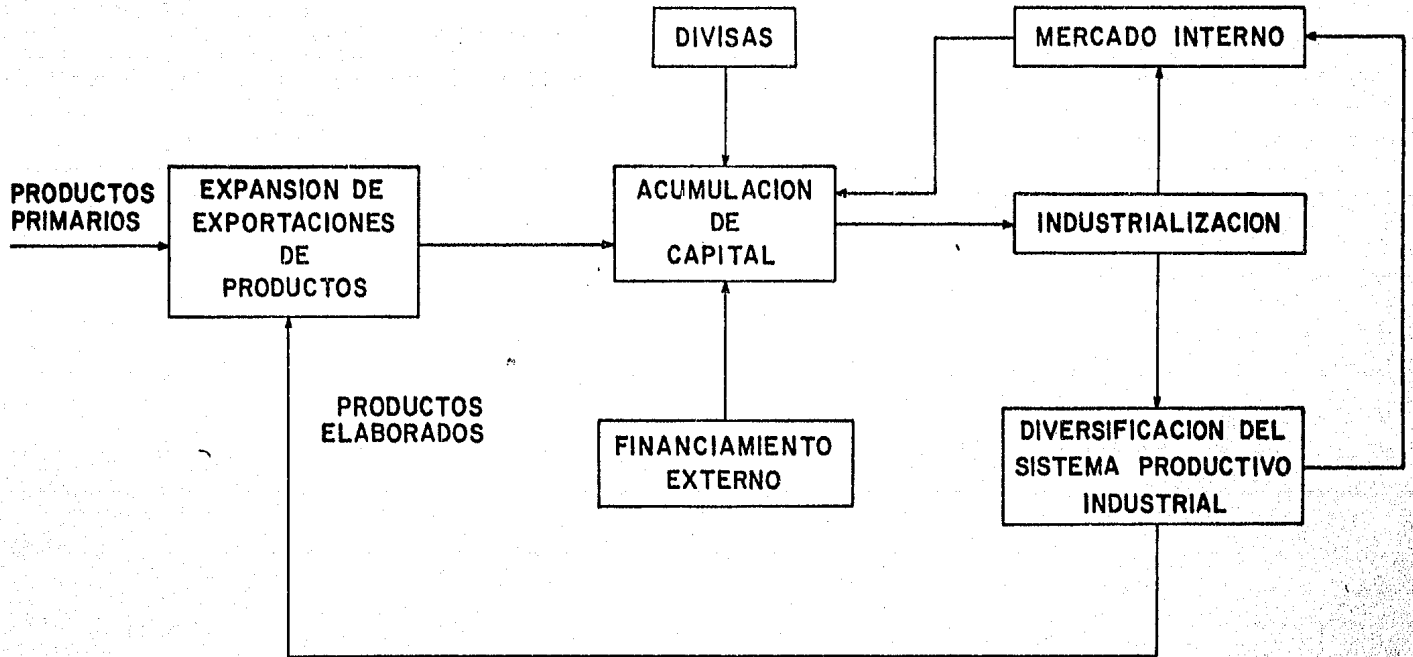 DIVISAS
MERCADO INTERNO
PRODUCTOS
PRIMARIOS
EXPANSION DE
EXPORTACIONES
DE
PRODUCTOS
ACUMULACION
DE
CAPITAL
INDUSTRIALIZACION
PRODUCTOS
ELABORADOS
FINANCIAMIENTO
EXTERNO
DIVERSIFICACION DEL
SISTEMA PRODUCTIVO
INDUSTRIAL